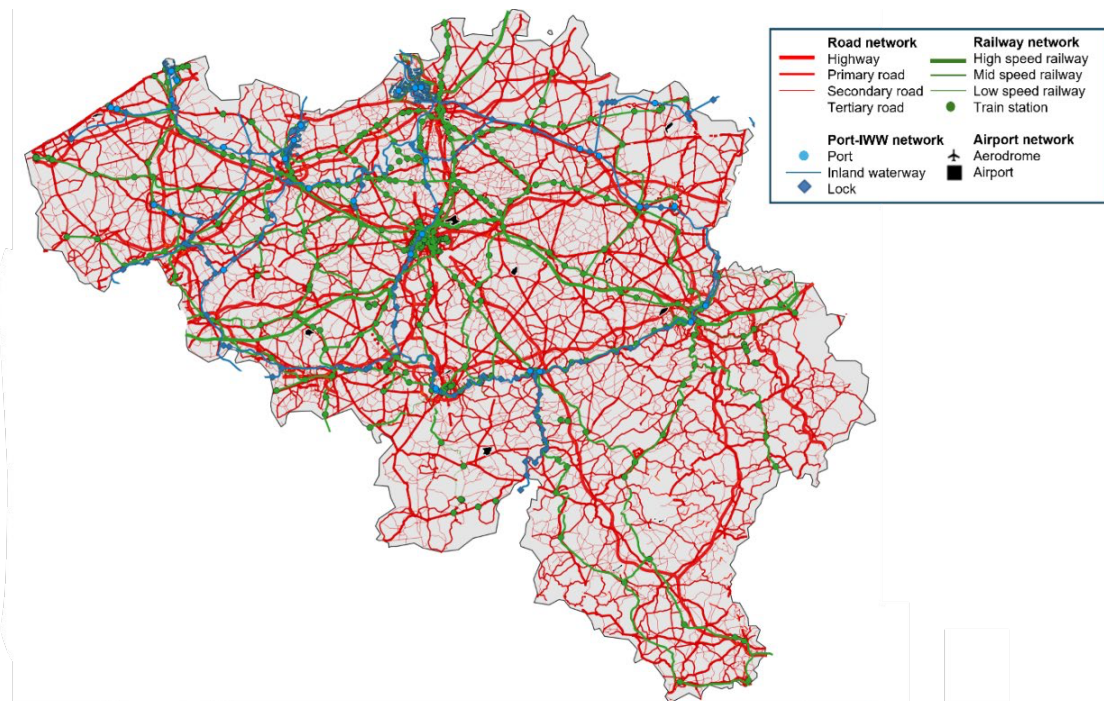 Road network
Highway
Primary road
Secondary road
Tertiary road
Railway network
High speed railway
Mid speed railway
Low speed railway
Train station
Port-IWW network
Port
Inland waterway
Lock
Airport network
Aerodrome
Airport